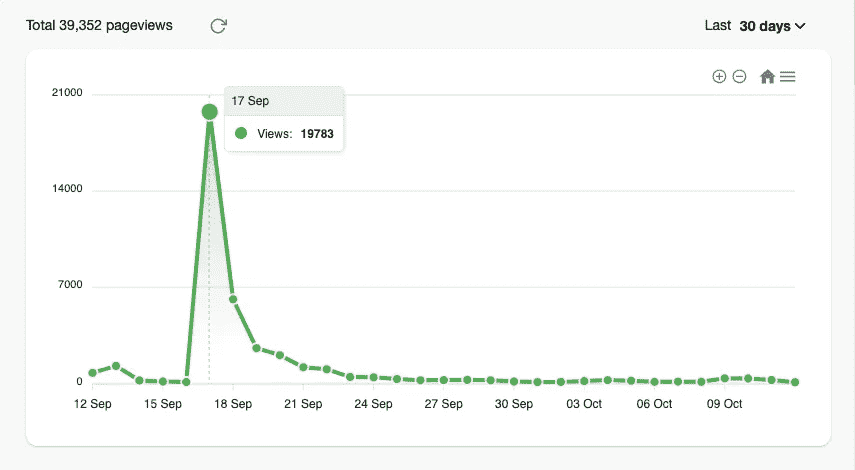 Total 39,352 pageviews
Last 30 days
21000
17 Sep
Views: 19783
14000
7000
0
12 Sep 15 Sep 18 Sep 21 Sep 24 Sep 27 Sep 30 Sep 03 Oct 06 Oct 09 Oct